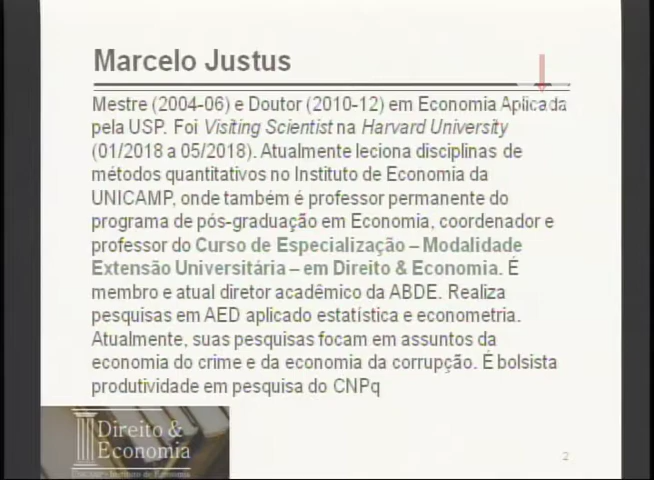 Marcelo Justus
Mestre (2004-06) e Doutor (2010-12) em Economia Aplicada
pela USP. Foi Visiting Scientist na Harvard University
(01/2018 a 05/2018). Atualmente leciona disciplinas de
métodos quantitativos no Instituto de Economia da
UNICAMP, onde também é professor permanente do
programa de pós-graduação em Economia, coordenador e
professor do Curso de Especialização – Modalidade
Extensão Universitária – em Direito & Economia. É
membro e atual diretor acadêmico da ABDE. Realiza
pesquisas em AED aplicado estatística e econometria.
Atualmente, suas pesquisas focam em assuntos da
economia do crime e da economia da corrupção. É bolsista
produtividade em pesquisa do CNPq
Direito &
Economia
Instituto de Economia
2